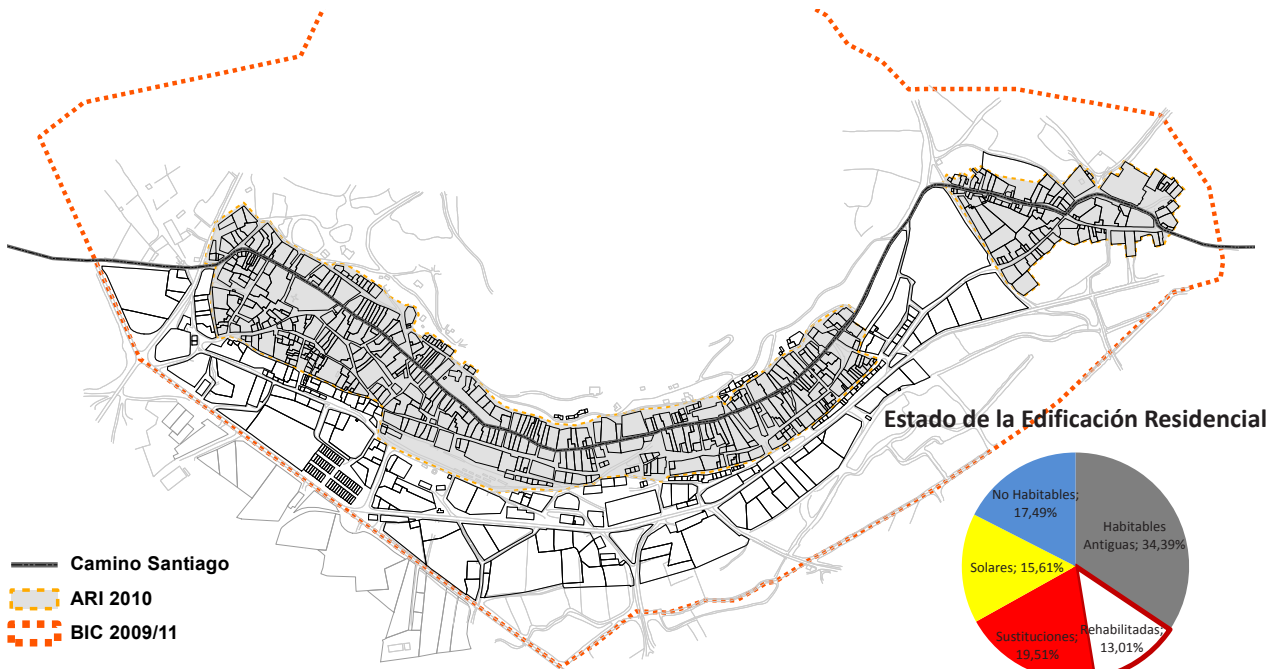 Estado de la Edificación Residencial
No Habitables;
17,49%
Habitables
Antiguas; 34,39%
Solares; 15,61%
Sustituciones;
19,51%
Rehabilitadas;
13,01%
Camino Santiago
ARI 2010
BIC 2009/11